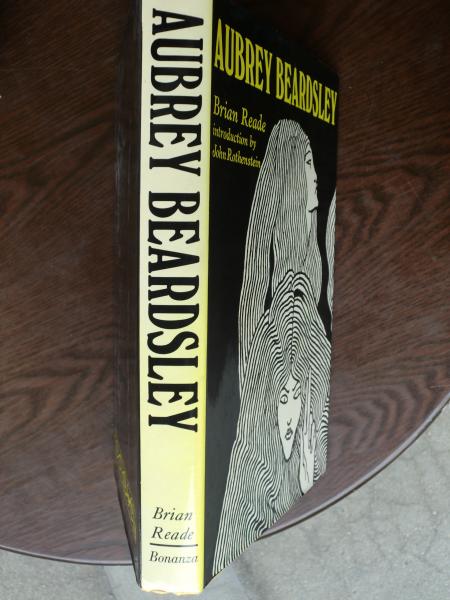 AUBREY BEARDSLEY
Brian
Reade
Bonanza
AUBREY BEARDSLEY
Brian Reade
introduction by
John Rothenstein